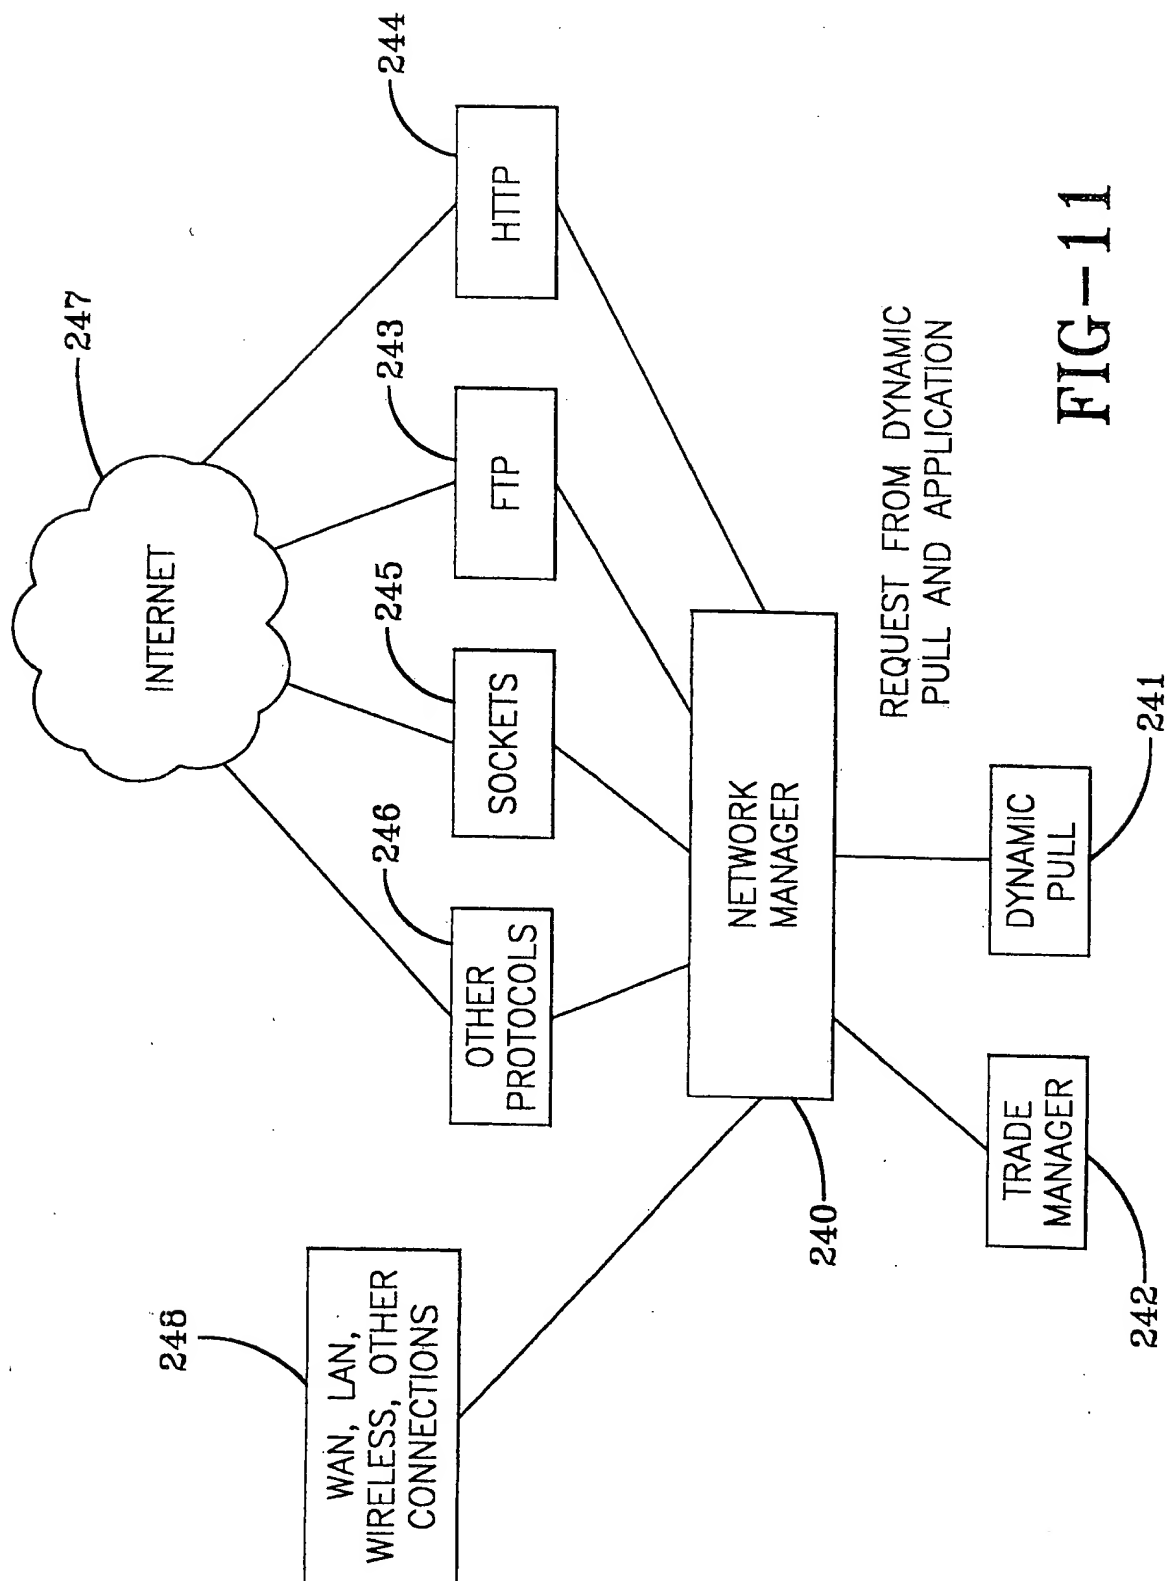 247
INTERNET
244
HTTP
243
FTP
245
SOCKETS
246
OTHER
PROTOCOLS
248
WAN, LAN,
WIRELESS, OTHER
CONNECTIONS
NETWORK
MANAGER
240
REQUEST FROM DYNAMIC
PULL AND APPLICATION
DYNAMIC
PULL
241
TRADE
MANAGER
242
FIG-11